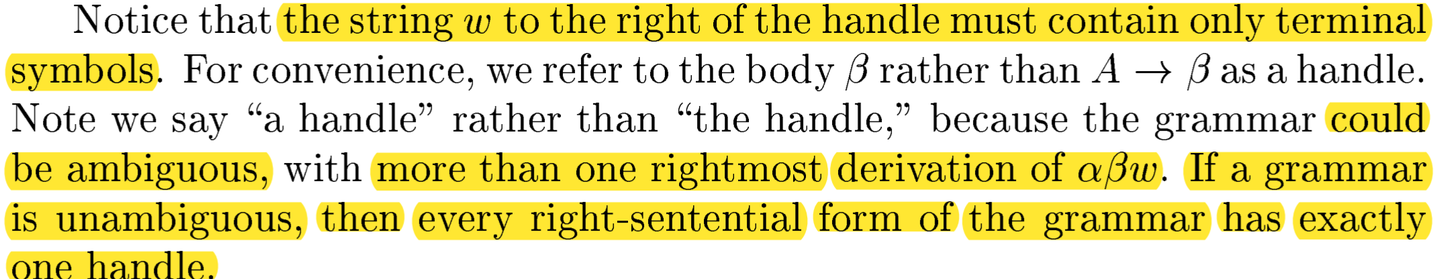 Notice that the string w to the right of the handle must contain only terminal
symbols. For convenience, we refer to the body β rather than A → β as a handle.
Note we say “a handle” rather than “the handle,” because the grammar could
be ambiguous, with more than one rightmost derivation of αβw. If a grammar
is unambiguous, then every right-sentential form of the grammar has exactly
one handle.